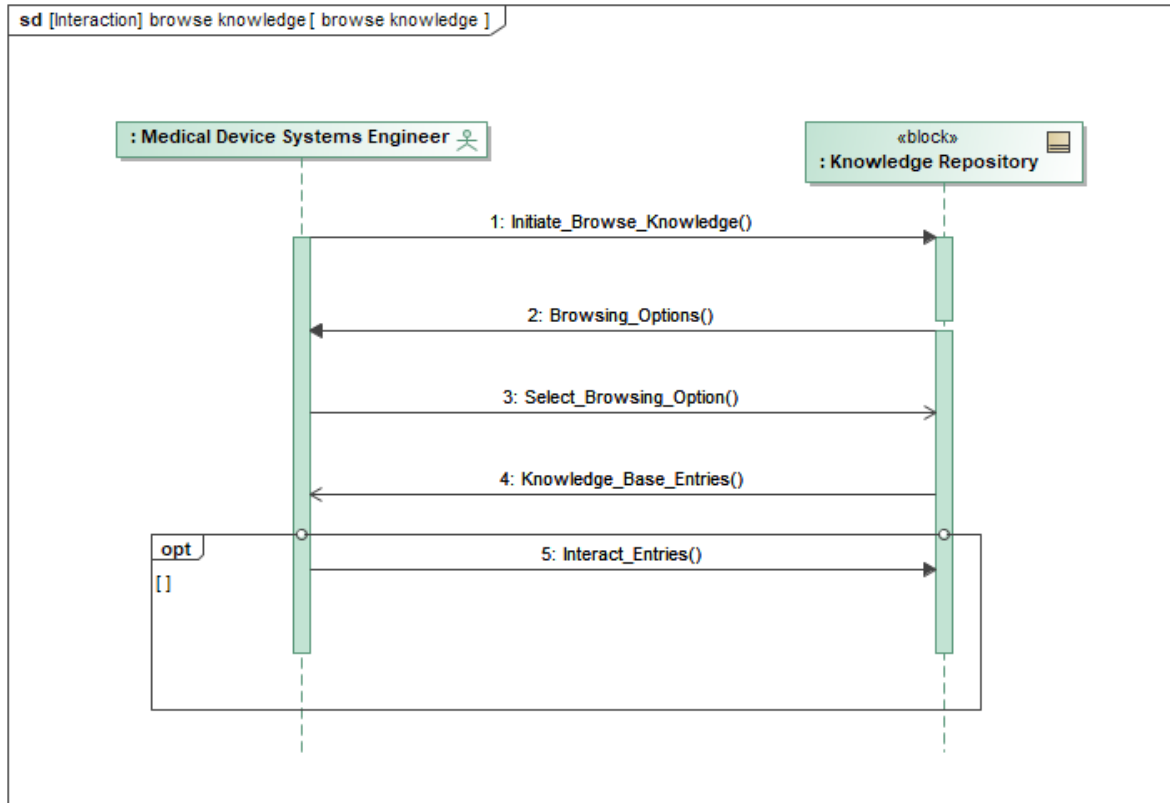 sd [Interaction] browse knowledge [ browse knowledge ]
: Medical Device Systems Engineer
«block»
: Knowledge Repository
1: Initiate_Browse_Knowledge()
2: Browsing_Options()
3: Select_Browsing_Option()
4: Knowledge_Base_Entries()
opt
5: Interact_Entries()
[ ]